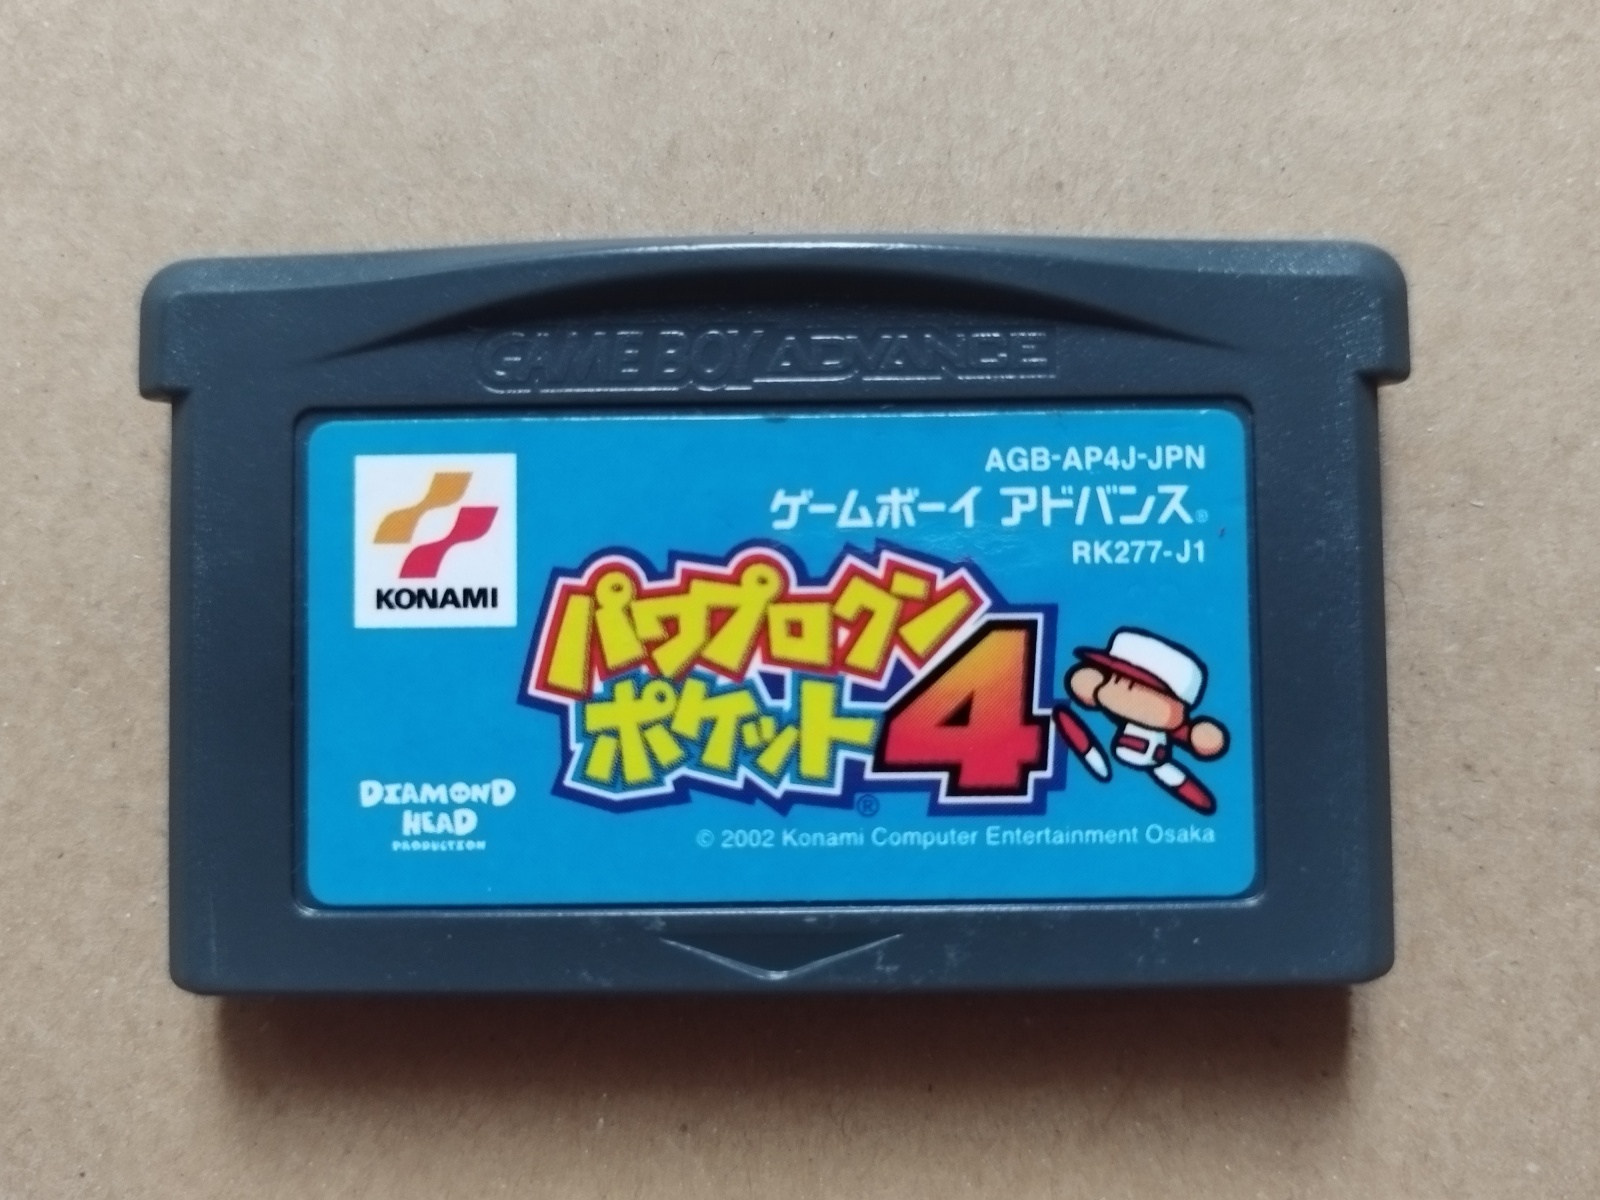 GAME BOY ADVANCE
AGB-AP4J-JPN
ゲームボーイ アドバンス®
RK277-J1
KONAMI
パワプロクン
ポケット4
®
DIAMOND
HEAD
PRODUCTION
© 2002 Konami Computer Entertainment Osaka